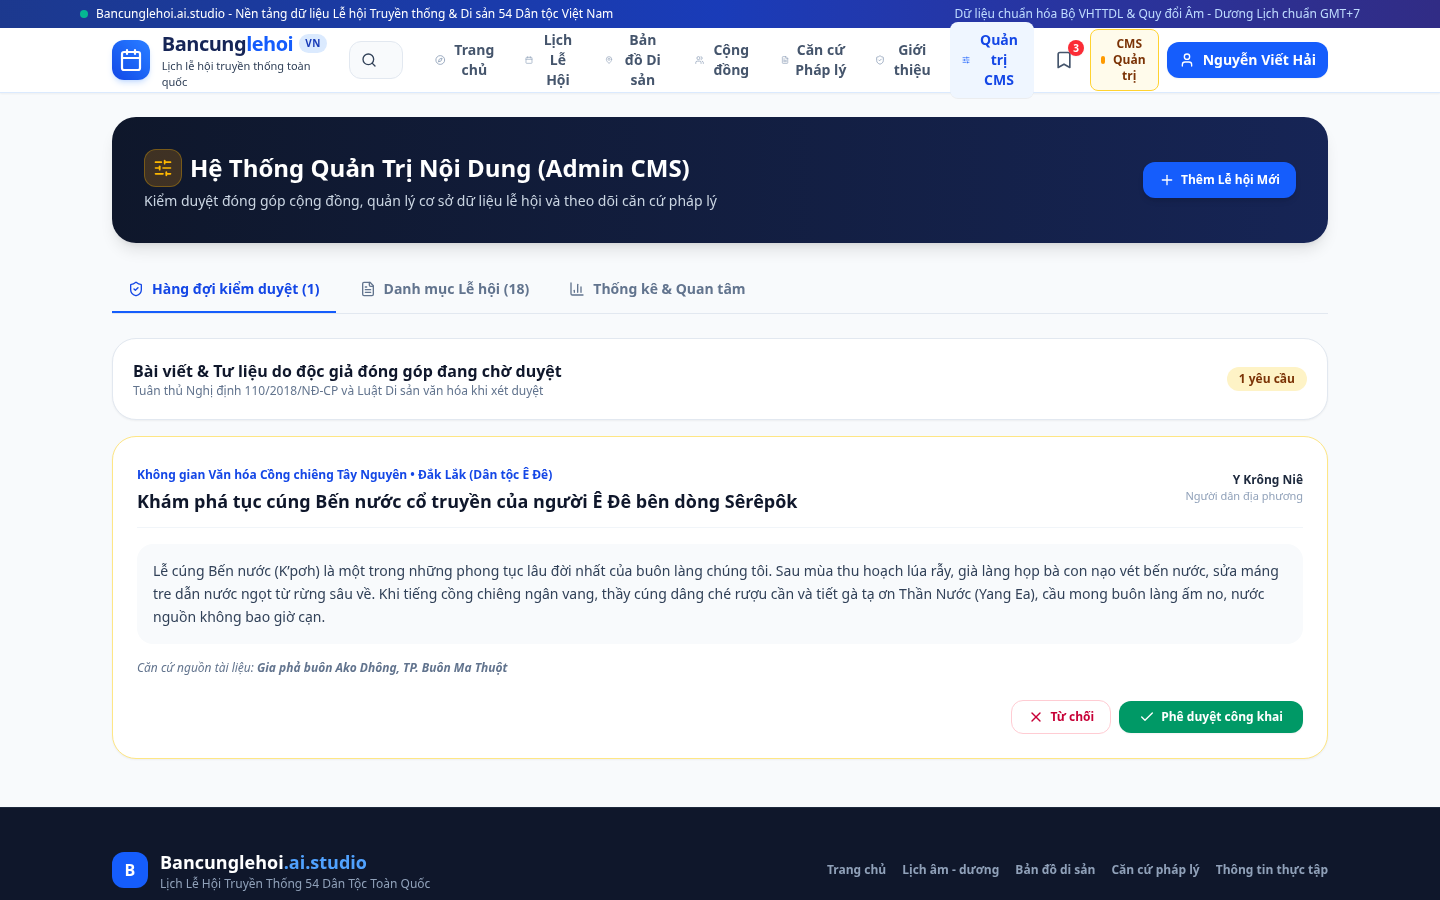 Bancunglehoi.ai.studio - Nền tảng dữ liệu Lễ hội Truyền thống & Di sản 54 Dân tộc Việt Nam
Dữ liệu chuẩn hóa Bộ VHTTDL & Quy đổi Âm - Dương Lịch chuẩn GMT+7
Bancunglehoi VN
Lịch lễ hội truyền thống toàn
quốc
Trang
chủ
Lịch
Lễ
Hội
Bản
đồ Di
sản
Cộng
đồng
Căn cứ
Pháp lý
Giới
thiệu
Quản
trị
CMS
3
CMS
Quản
trị
Nguyễn Viết Hải
Hệ Thống Quản Trị Nội Dung (Admin CMS)
Kiểm duyệt đóng góp cộng đồng, quản lý cơ sở dữ liệu lễ hội và theo dõi căn cứ pháp lý
Thêm Lễ hội Mới
Hàng đợi kiểm duyệt (1)
Danh mục Lễ hội (18)
Thống kê & Quan tâm
Bài viết & Tư liệu do độc giả đóng góp đang chờ duyệt
Tuân thủ Nghị định 110/2018/NĐ-CP và Luật Di sản văn hóa khi xét duyệt
1 yêu cầu
Không gian Văn hóa Cồng chiêng Tây Nguyên • Đắk Lắk (Dân tộc Ê Đê)
Khám phá tục cúng Bến nước cổ truyền của người Ê Đê bên dòng Sêrêpôk
Y Krông Niê
Người dân địa phương
Lễ cúng Bến nước (K'pơh) là một trong những phong tục lâu đời nhất của buôn làng chúng tôi. Sau mùa thu hoạch lúa rẫy, già làng họp bà con nạo vét bến nước, sửa máng
tre dẫn nước ngọt từ rừng sâu về. Khi tiếng cồng chiêng ngân vang, thầy cúng dâng ché rượu cần và tiết gà tạ ơn Thần Nước (Yang Ea), cầu mong buôn làng ấm no, nước
nguồn không bao giờ cạn.
Căn cứ nguồn tài liệu: Gia phả buôn Ako Dhông, TP. Buôn Ma Thuột
Từ chối
Phê duyệt công khai
B
Bancunglehoi.ai.studio
Lịch Lễ Hội Truyền Thống 54 Dân Tộc Toàn Quốc
Trang chủ
Lịch âm - dương
Bản đồ di sản
Căn cứ pháp lý
Thông tin thực tập